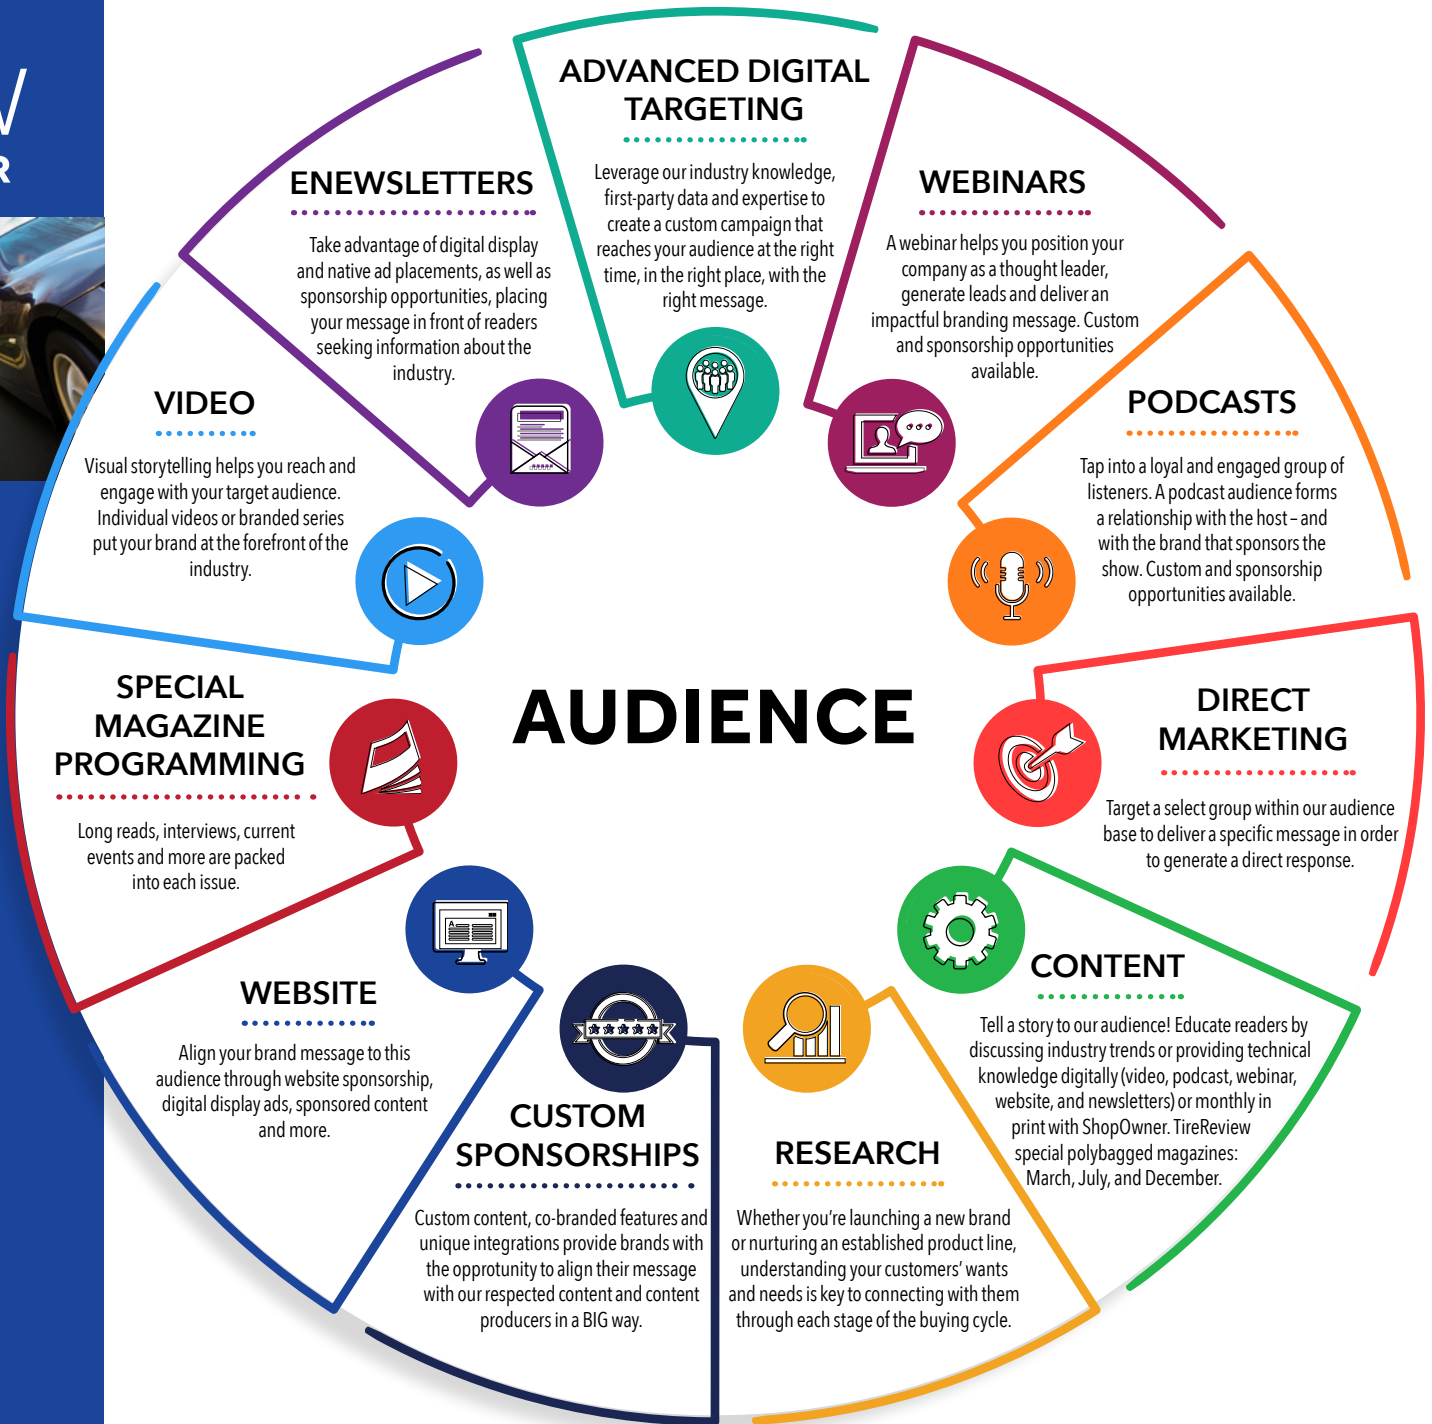 W
R
ADVANCED DIGITAL
TARGETING
Leverage our industry knowledge,
first-party data and expertise to
create a custom campaign that
reaches your audience at the right
time, in the right place, with the
right message.
WEBINARS
A webinar helps you position your
company as a thought leader,
generate leads and deliver an
impactful branding message. Custom
and sponsorship opportunities
available.
PODCASTS
Tap into a loyal and engaged group of
listeners. A podcast audience forms
a relationship with the host – and
with the brand that sponsors the
show. Custom and sponsorship
opportunities available.
DIRECT
MARKETING
Target a select group within our audience
base to deliver a specific message in order
to generate a direct response.
CONTENT
Tell a story to our audience! Educate readers by
discussing industry trends or providing technical
knowledge digitally (video, podcast, webinar,
website, and newsletters) or monthly in
print with ShopOwner. TireReview
special polybagged magazines:
March, July, and December.
RESEARCH
Whether you're launching a new brand
or nurturing an established product line,
understanding your customers' wants
and needs is key to connecting with them
through each stage of the buying cycle.
CUSTOM
SPONSORSHIPS
Custom content, co-branded features and
unique integrations provide brands with
the opprotunity to align their message
with our respected content and content
producers in a BIG way.
WEBSITE
Align your brand message to this
audience through website sponsorship,
digital display ads, sponsored content
and more.
SPECIAL
MAGAZINE
PROGRAMMING
Long reads, interviews, current
events and more are packed
into each issue.
VIDEO
Visual storytelling helps you reach and
engage with your target audience.
Individual videos or branded series
put your brand at the forefront of the
industry.
ENEWSLETTERS
Take advantage of digital display
and native ad placements, as well as
sponsorship opportunities, placing
your message in front of readers
seeking information about the
industry.
AUDIENCE